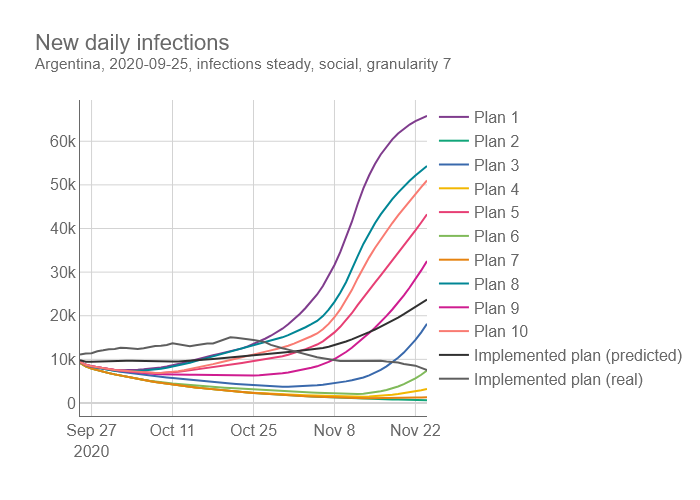 New daily infections
Argentina, 2020-09-25, infections steady, social, granularity 7
60k
50k
40k
30k
20k
10k
0
Sep 27
2020
Oct 11
Oct 25
Nov 8
Nov 22
Plan 1
Plan 2
Plan 3
Plan 4
Plan 5
Plan 6
Plan 7
Plan 8
Plan 9
Plan 10
Implemented plan (predicted)
Implemented plan (real)